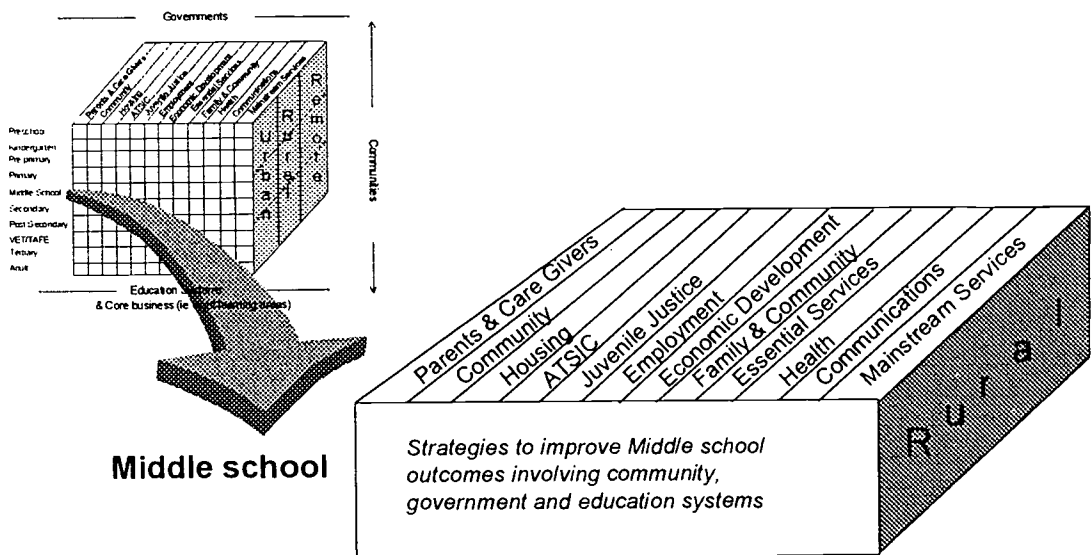 Governments
Parents & Care Givers
Community
Housing
ATSIC
Juvenile Justice
Employment
Economic Development
Essential Services
Family & Community
Health
Communications
Mainstream Services
Urban
Rural
Remote
Preschool
Kindergarten
Pre primary
Primary
Middle School
Secondary
Post Secondary
VET/TAFE
Tertiary
Adult
Communities
Education
& Core business (ie learning areas)
Middle school
Parents & Care Givers
Community
Housing
ATSIC
Juvenile Justice
Employment
Economic Development
Family & Community
Essential Services
Health
Communications
Mainstream Services
Rural
Strategies to improve Middle school
outcomes involving community,
government and education systems